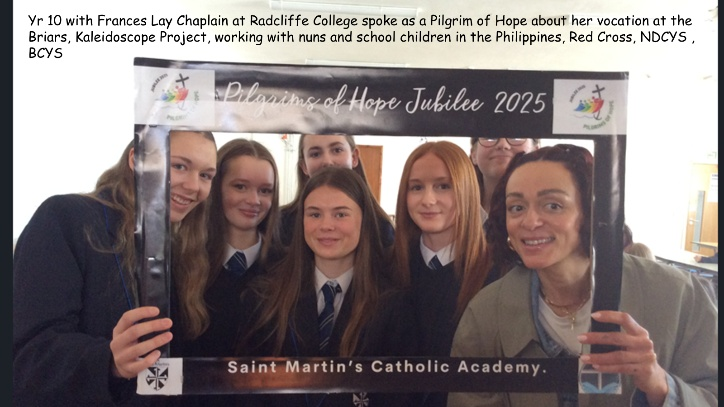 Yr 10 with Frances Lay Chaplain at Radcliffe College spoke as a Pilgrim of Hope about her vocation at the
Briars, Kaleidoscope Project, working with nuns and school children in the Philippines, Red Cross, NDCYS ,
BCYS
Pilgrims of Hope Jubilee 2025
Saint Martin's Catholic Academy.